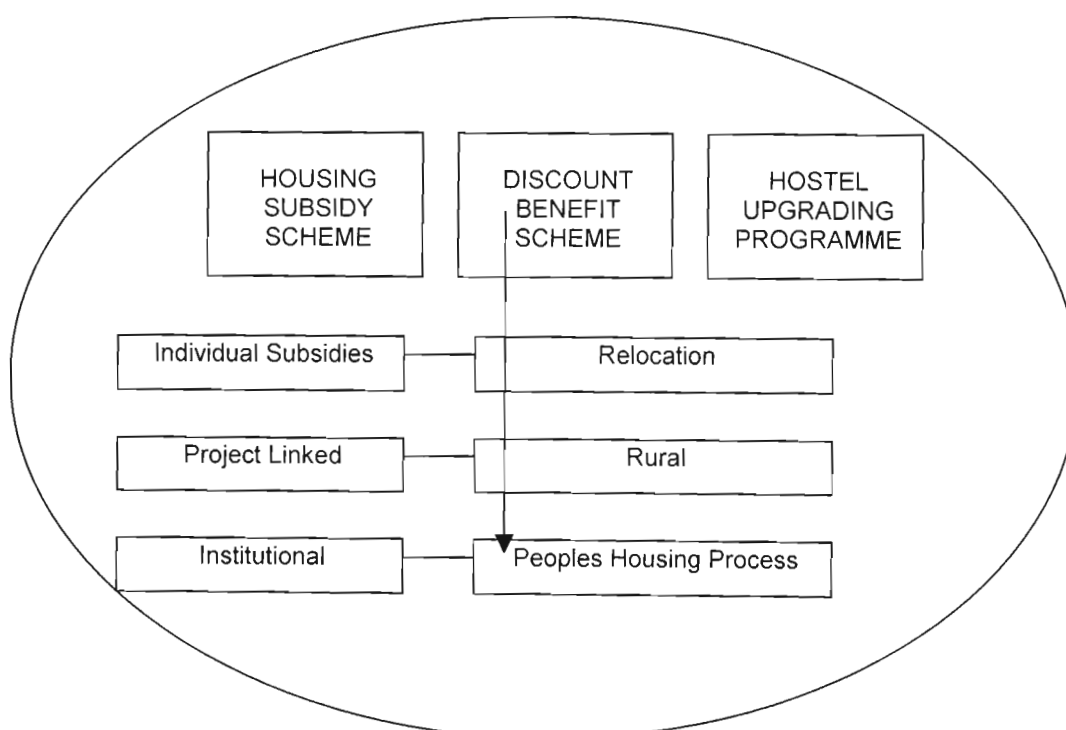 HOUSING
SUBSIDY
SCHEME
DISCOUNT
BENEFIT
SCHEME
HOSTEL
UPGRADING
PROGRAMME
Individual Subsidies
Relocation
Project Linked
Rural
Institutional
Peoples Housing Process